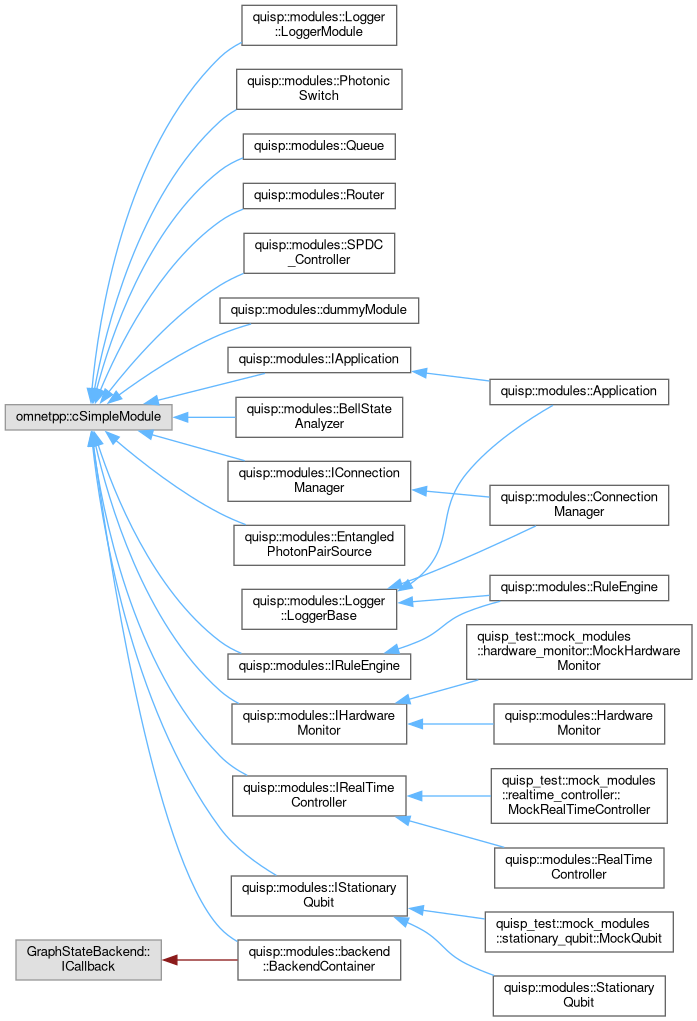 quisp::modules::Logger
::LoggerModule
quisp::modules::Photonic
Switch
quisp::modules::Queue
quisp::modules::Router
quisp::modules::SPDC
_Controller
quisp::modules::dummyModule
quisp::modules::IApplication
quisp::modules::Application
omnetpp::cSimpleModule
quisp::modules::BellState
Analyzer
quisp::modules::IConnection
Manager
quisp::modules::Connection
Manager
quisp::modules::Entangled
PhotonPairSource
quisp::modules::Logger
::LoggerBase
quisp::modules::RuleEngine
quisp::modules::IRuleEngine
quisp_test::mock_modules
::hardware_monitor::MockHardware
Monitor
quisp::modules::IHardware
Monitor
quisp::modules::Hardware
Monitor
quisp::modules::IRealTime
Controller
quisp_test::mock_modules
::realtime_controller::
MockRealTimeController
quisp::modules::RealTime
Controller
quisp::modules::IStationary
Qubit
quisp_test::mock_modules
::stationary_qubit::MockQubit
GraphStateBackend::
ICallback
quisp::modules::backend
::BackendContainer
quisp::modules::Stationary
Qubit